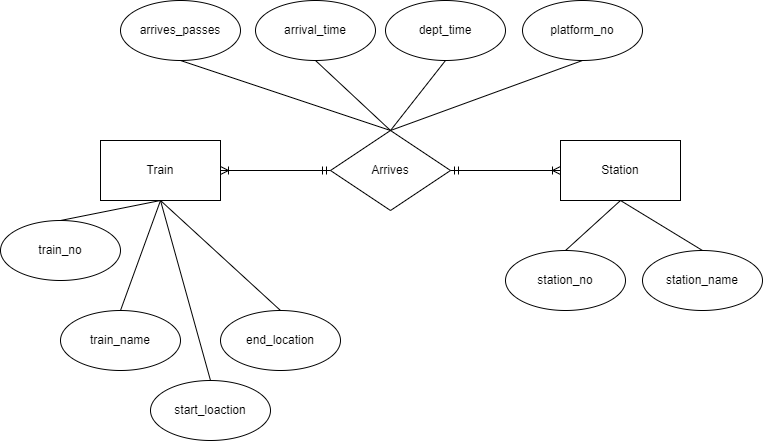 arrives_passes
arrival_time
dept_time
platform_no
Train
Arrives
Station
train_no
station_no
station_name
train_name
end_location
start_loaction